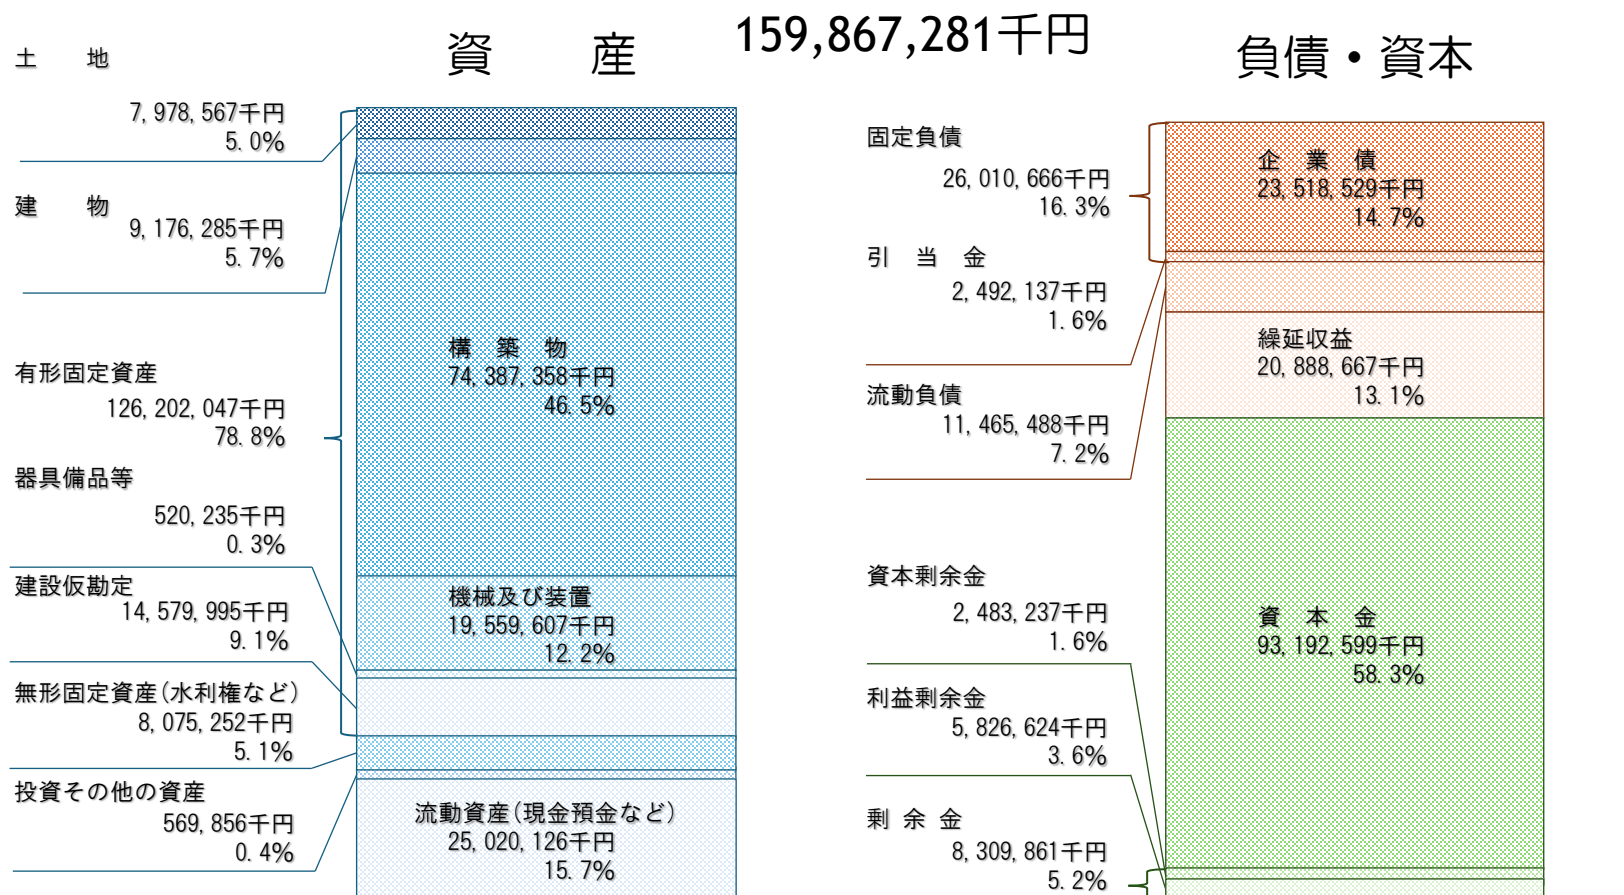 159,867,281千円
資　産
土　地
7,978,567千円
5.0%
建　物
9,176,285千円
5.7%
有形固定資産
126,202,047千円
78.8%
器具備品等
520,235千円
0.3%
建設仮勘定
14,579,995千円
9.1%
無形固定資産(水利権など)
8,075,252千円
5.1%
投資その他の資産
569,856千円
0.4%
構　築　物
74,387,358千円
46.5%
機械及び装置
19,559,607千円
12.2%
流動資産(現金預金など)
25,020,126千円
15.7%
負債・資本
固定負債
26,010,666千円
16.3%
引　当　金
2,492,137千円
1.6%
流動負債
11,465,488千円
7.2%
資本剰余金
2,483,237千円
1.6%
利益剰余金
5,826,624千円
3.6%
剰　余　金
8,309,861千円
5.2%
企　業　債
23,518,529千円
14.7%
繰延収益
20,888,667千円
13.1%
資　本　金
93,192,599千円
58.3%